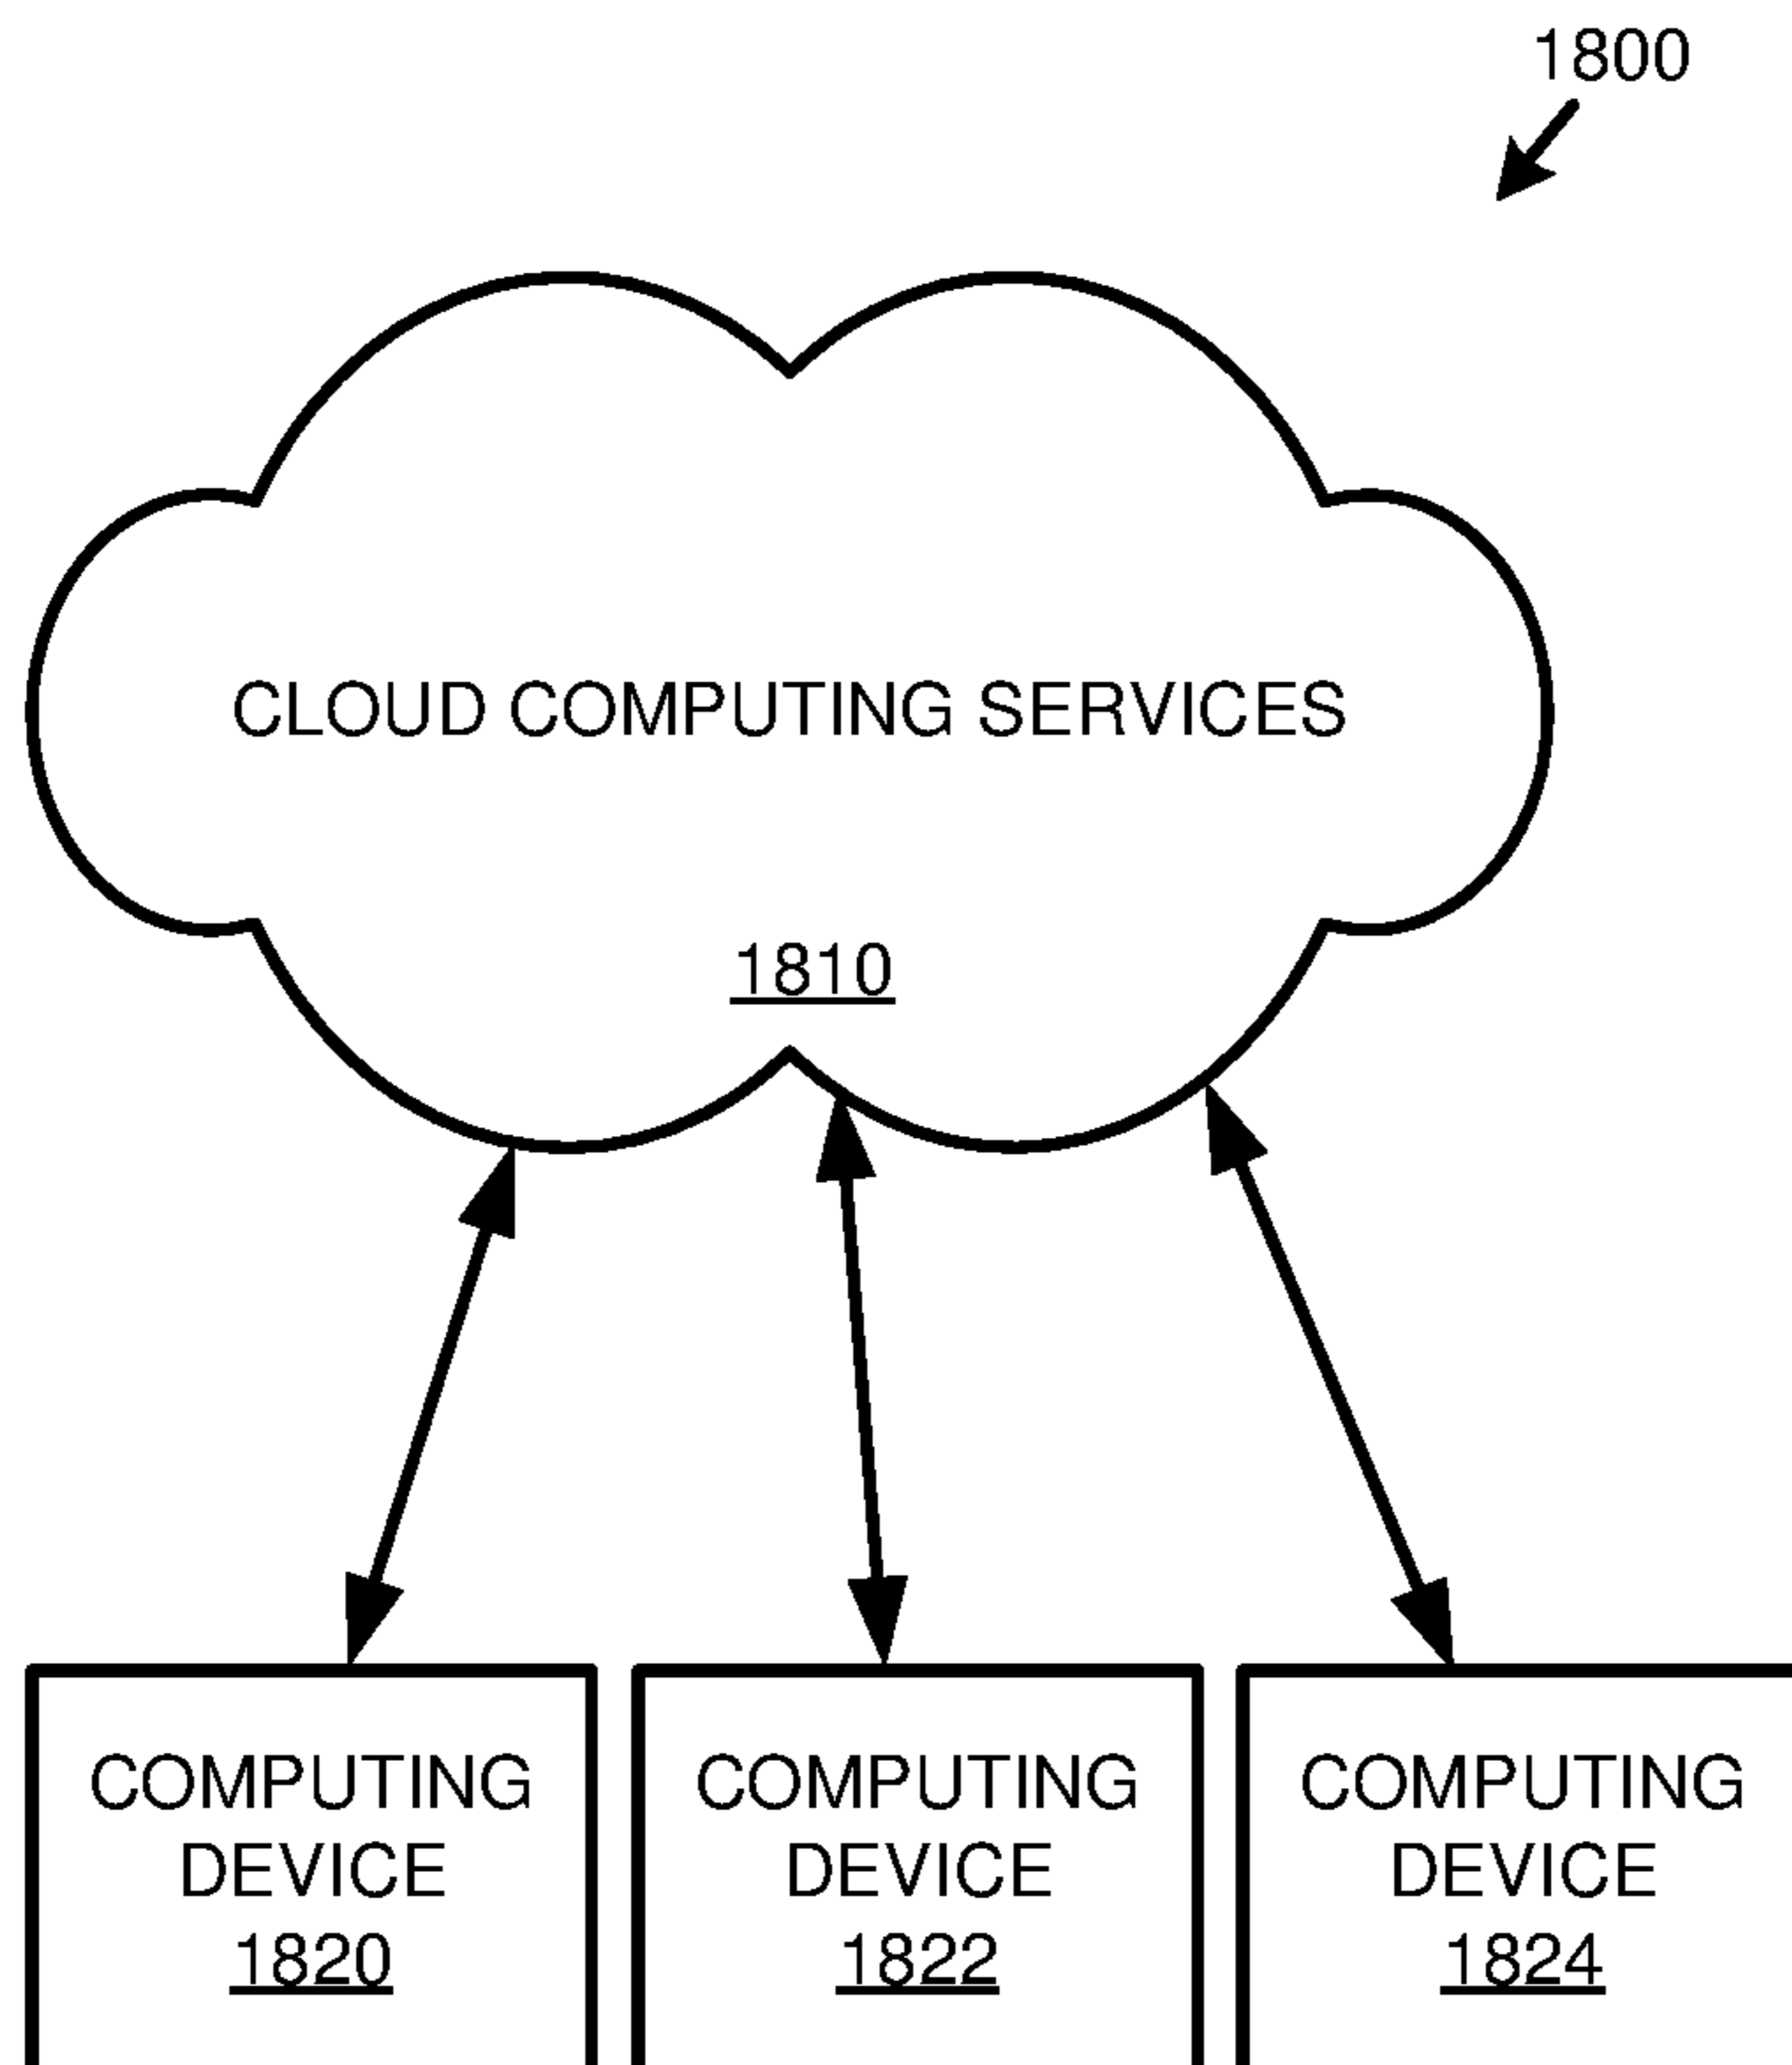 1800
CLOUD COMPUTING SERVICES
1810
COMPUTING
DEVICE
1820
COMPUTING
DEVICE
1822
COMPUTING
DEVICE
1824